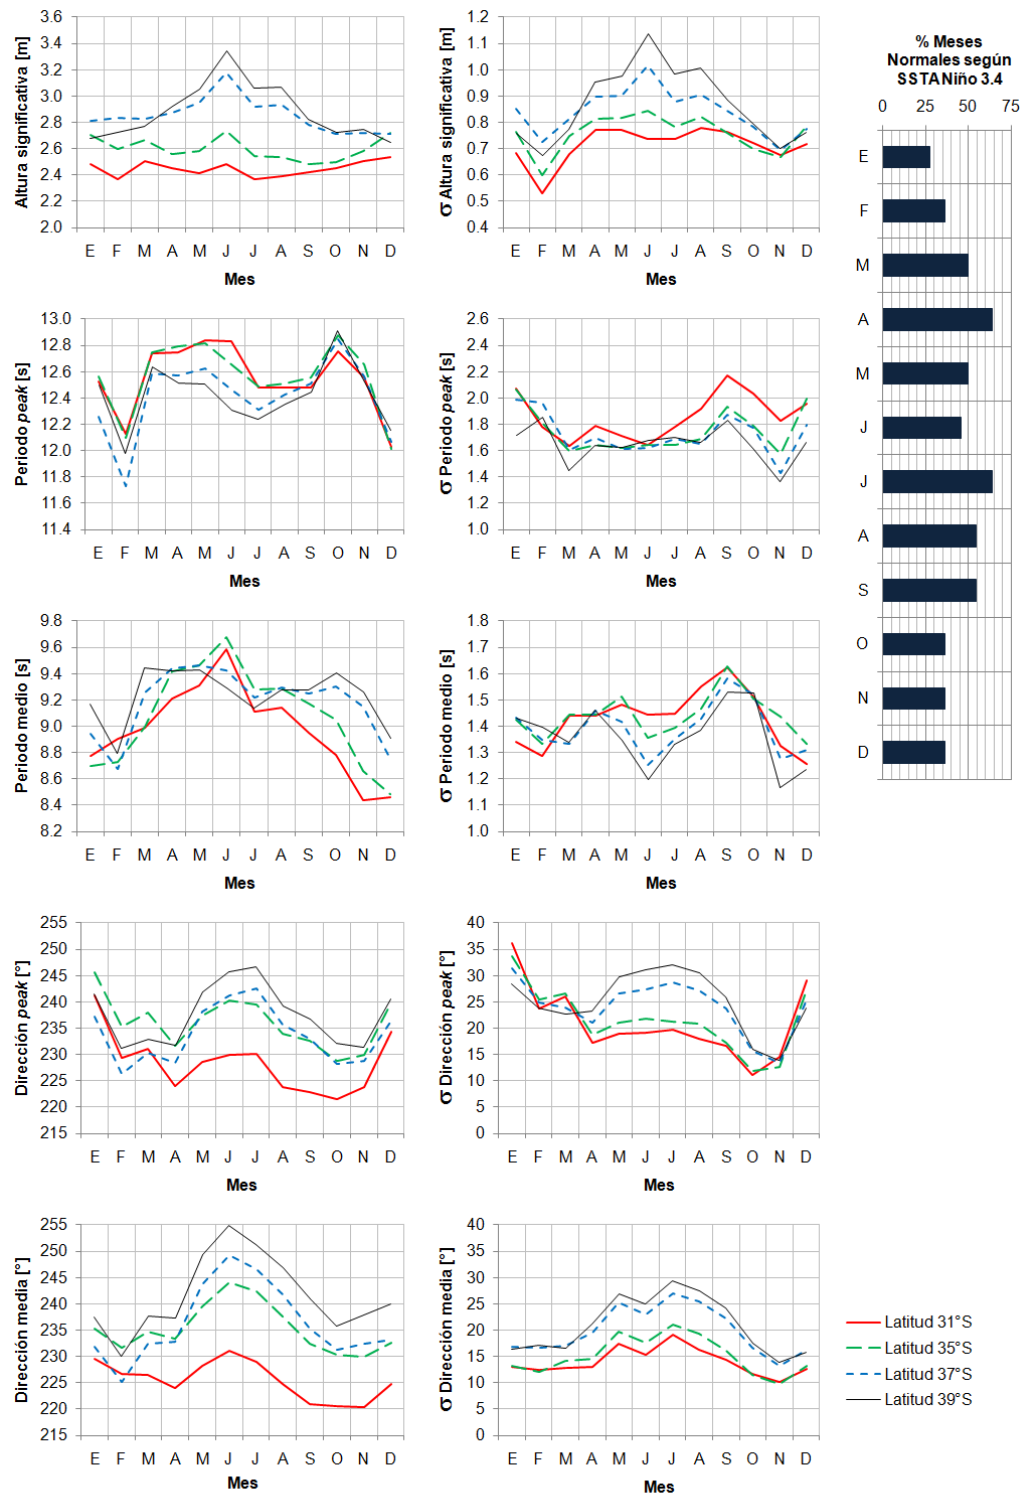 Altura significativa [m]
3.6
3.4
3.2
3.0
2.8
2.6
2.4
2.2
2.0
E F M A M J J A S O N D
Mes
σ Altura significativa [m]
1.2
1.1
1.0
0.9
0.8
0.7
0.6
0.5
0.4
E F M A M J J A S O N D
Mes
% Meses
Normales según
SSTA Niño 3.4
0 25 50 75
E
F
M
A
M
J
J
A
S
O
N
D
Periodo peak [s]
13.0
12.8
12.6
12.4
12.2
12.0
11.8
11.6
11.4
E F M A M J J A S O N D
Mes
σ Periodo peak [s]
2.6
2.4
2.2
2.0
1.8
1.6
1.4
1.2
1.0
E F M A M J J A S O N D
Mes
Periodo medio [s]
9.8
9.6
9.4
9.2
9.0
8.8
8.6
8.4
8.2
E F M A M J J A S O N D
Mes
σ Periodo medio [s]
1.8
1.7
1.6
1.5
1.4
1.3
1.2
1.1
1.0
E F M A M J J A S O N D
Mes
Dirección peak [°]
255
250
245
240
235
230
225
220
215
E F M A M J J A S O N D
Mes
σ Dirección peak [°]
40
35
30
25
20
15
10
5
0
E F M A M J J A S O N D
Mes
Dirección media [°]
255
250
245
240
235
230
225
220
215
E F M A M J J A S O N D
Mes
σ Dirección media [°]
40
35
30
25
20
15
10
5
0
E F M A M J J A S O N D
Mes
Latitud 31°S
Latitud 35°S
Latitud 37°S
Latitud 39°S